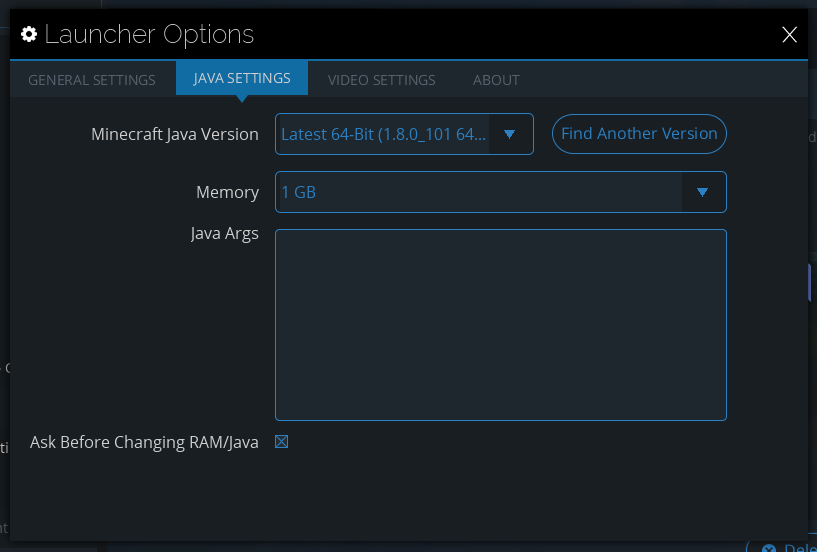 Launcher Options
GENERAL SETTINGS JAVA SETTINGS VIDEO SETTINGS ABOUT
Minecraft Java Version Latest 64-Bit (1.8.0_101 64... Find Another Version
Memory 1 GB
Java Args
Ask Before Changing RAM/Java